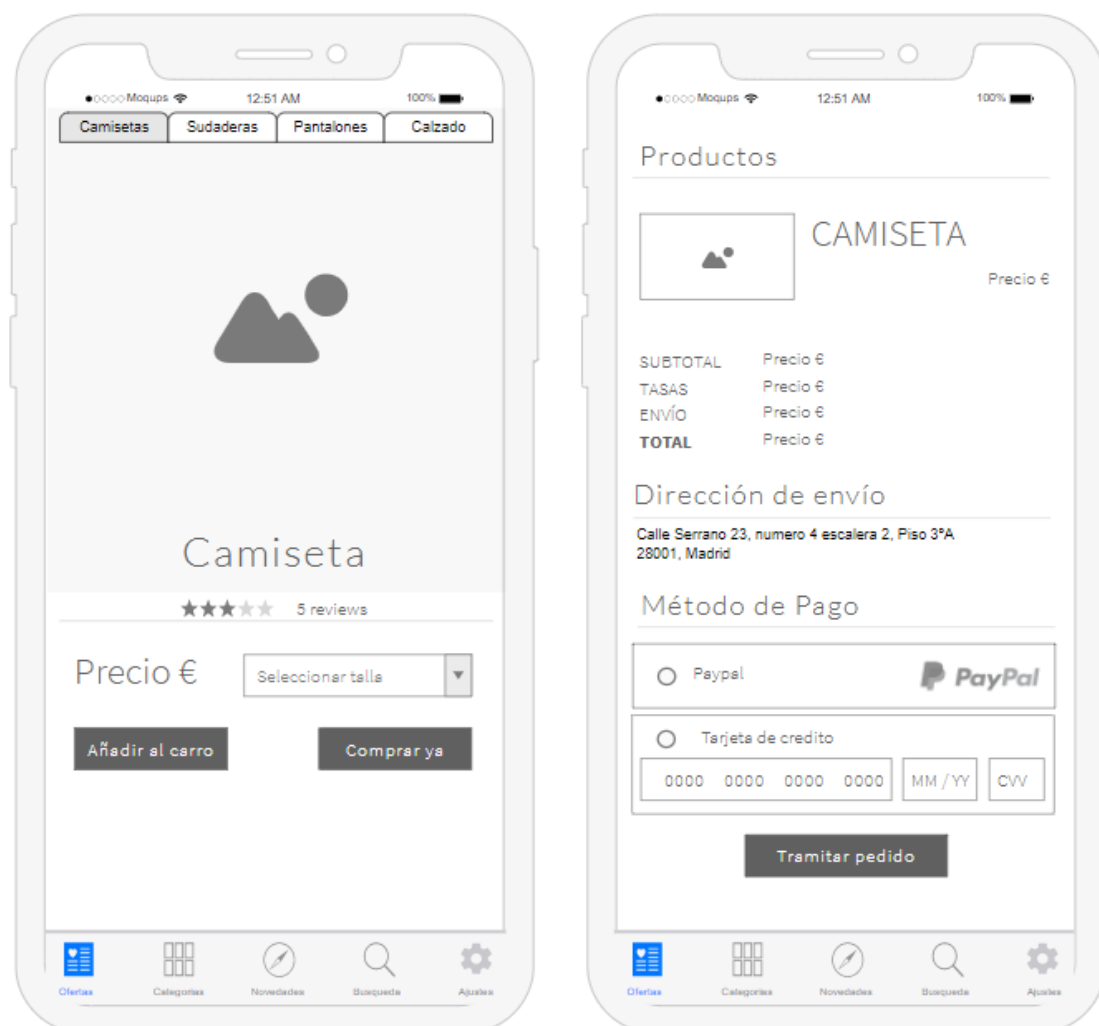 Moqups 12:51 AM 100%
Camisetas Sudaderas Pantalones Calzado
Camiseta
5 reviews
Precio € Seleccionar talla
Añadir al carro Comprar ya
Ofertas Categorias Novedades Busqueda Ajustes
Moqups 12:51 AM 100%
Productos
CAMISETA
Precio €
SUBTOTAL Precio €
TASAS Precio €
ENVÍO Precio €
TOTAL Precio €
Dirección de envío
Calle Serrano 23, numero 4 escalera 2, Piso 3ºA
28001, Madrid
Método de Pago
Paypal PayPal
Tarjeta de credito
0000 0000 0000 0000 MM / YY CVV
Tramitar pedido
Ofertas Categorias Novedades Busqueda Ajustes